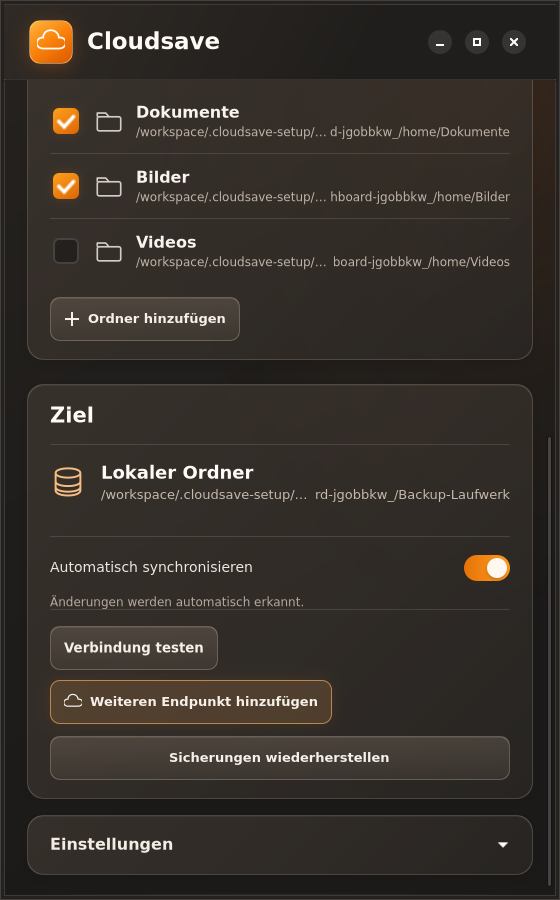 Cloudsave
Dokumente
/workspace/.cloudsave-setup/... d-jgobbkw_/home/Dokumente
Bilder
/workspace/.cloudsave-setup/... hboard-jgobbkw_/home/Bilder
Videos
/workspace/.cloudsave-setup/... board-jgobbkw_/home/Videos
Ordner hinzufügen
Ziel
Lokaler Ordner
/workspace/.cloudsave-setup/... rd-jgobbkw_/Backup-Laufwerk
Automatisch synchronisieren
Änderungen werden automatisch erkannt.
Verbindung testen
Weiteren Endpunkt hinzufügen
Sicherungen wiederherstellen
Einstellungen